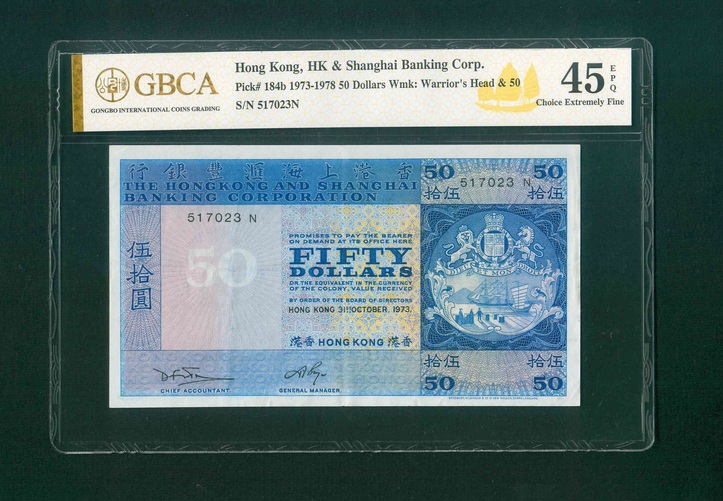 GBCA
GONGBO INTERNATIONAL COINS GRADING
Hong Kong, HK & Shanghai Banking Corp.
Pick# 184b 1973-1978 50 Dollars Wmk: Warrior's Head & 50
S/N 517023N
45 EPQ
Choice Extremely Fine
行銀豐滙海上港香
THE HONGKONG AND SHANGHAI
BANKING CORPORATION
50 50
拾伍 517023 N 拾伍
517023 N
伍拾圓
50
PROMISES TO PAY THE BEARER
ON DEMAND AT ITS OFFICE HERE
FIFTY
DOLLARS
OR THE EQUIVALENT IN THE CURRENCY
OF THE COLONY, VALUE RECEIVED
BY ORDER OF THE BOARD OF DIRECTORS
HONG KONG 31ST OCTOBER, 1973.
港香 HONG KONG 港香
DIEU ET MON DROIT
CHIEF ACCOUNTANT
GENERAL MANAGER
拾伍 拾伍
50 50